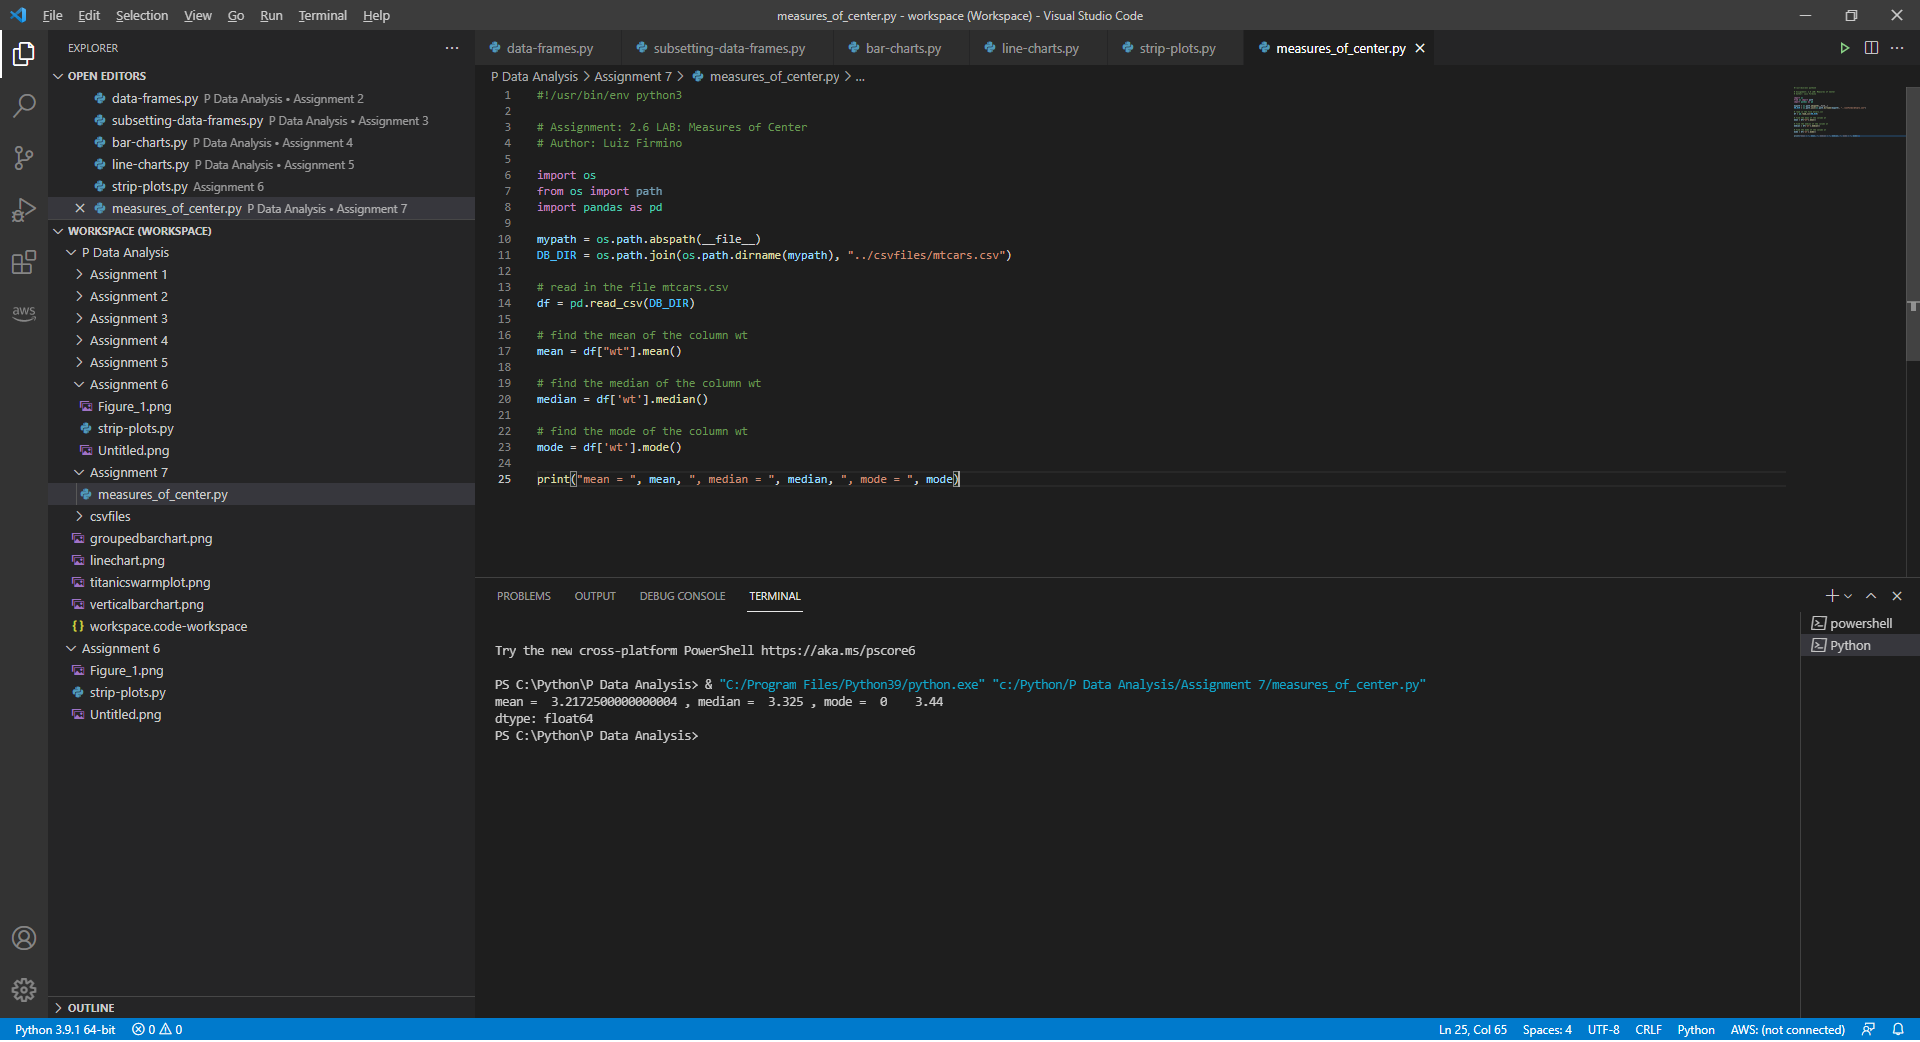 File Edit Selection View Go Run Terminal Help
measures_of_center.py - workspace (Workspace) - Visual Studio Code
EXPLORER
OPEN EDITORS
data-frames.py P Data Analysis • Assignment 2
subsetting-data-frames.py P Data Analysis • Assignment 3
bar-charts.py P Data Analysis • Assignment 4
line-charts.py P Data Analysis • Assignment 5
strip-plots.py Assignment 6
measures_of_center.py P Data Analysis • Assignment 7
WORKSPACE (WORKSPACE)
P Data Analysis
Assignment 1
Assignment 2
Assignment 3
Assignment 4
Assignment 5
Assignment 6
Figure_1.png
strip-plots.py
Untitled.png
Assignment 7
measures_of_center.py
csvfiles
groupedbarchart.png
linechart.png
titanicswarmplot.png
verticalbarchart.png
{} workspace.code-workspace
Assignment 6
Figure_1.png
strip-plots.py
Untitled.png
OUTLINE
aws
data-frames.py subsetting-data-frames.py bar-charts.py line-charts.py strip-plots.py measures_of_center.py
P Data Analysis > Assignment 7 > measures_of_center.py > ...
1 #!/usr/bin/env python3
2
3 # Assignment: 2.6 LAB: Measures of Center
4 # Author: Luiz Firmino
5
6 import os
7 from os import path
8 import pandas as pd
9
10 mypath = os.path.abspath(__file__)
11 DB_DIR = os.path.join(os.path.dirname(mypath), "../csvfiles/mtcars.csv")
12
13 # read in the file mtcars.csv
14 df = pd.read_csv(DB_DIR)
15
16 # find the mean of the column wt
17 mean = df["wt"].mean()
18
19 # find the median of the column wt
20 median = df['wt'].median()
21
22 # find the mode of the column wt
23 mode = df['wt'].mode()
24
25 print("mean = ", mean, ", median = ", median, ", mode = ", mode)
PROBLEMS OUTPUT DEBUG CONSOLE TERMINAL
powershell
Python
Try the new cross-platform PowerShell https://aka.ms/pscore6
PS C:\Python\P Data Analysis> & "C:/Program Files/Python39/python.exe" "c:/Python/P Data Analysis/Assignment 7/measures_of_center.py"
mean =  3.2172500000000004 , median =  3.325 , mode =  0    3.44
dtype: float64
PS C:\Python\P Data Analysis>
Python 3.9.1 64-bit 0 0 Ln 25, Col 65 Spaces: 4 UTF-8 CRLF Python AWS: (not connected)